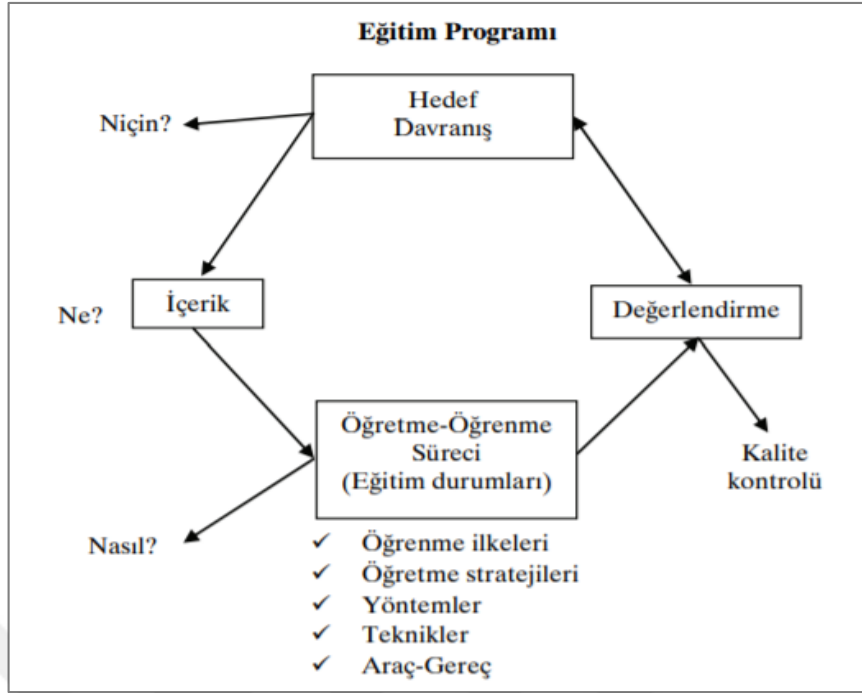 Eğitim Programı
Hedef
Davranış
Niçin?
İçerik
Ne?
Değerlendirme
Öğretme-Öğrenme
Süreci
(Eğitim durumları)
Kalite
kontrolü
Nasıl?
✓ Öğrenme ilkeleri
✓ Öğretme stratejileri
✓ Yöntemler
✓ Teknikler
✓ Araç-Gereç